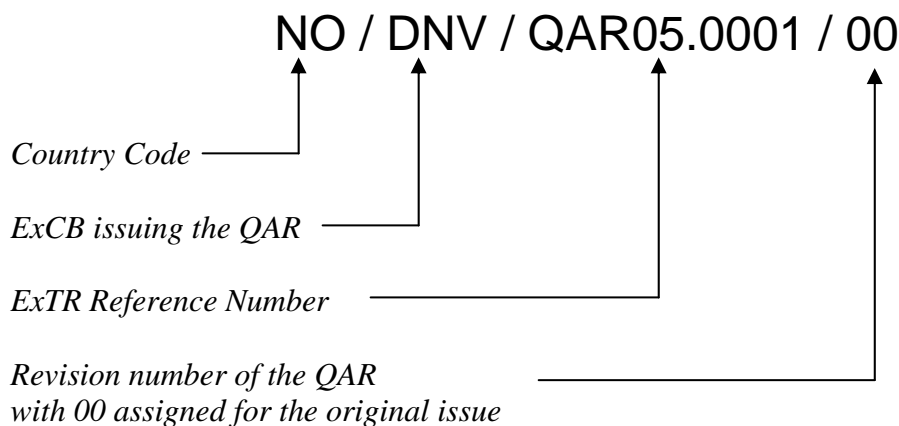 NO / DNV / QAR05.0001 / 00
Country Code
ExCB issuing the QAR
ExTR Reference Number
Revision number of the QAR
with 00 assigned for the original issue